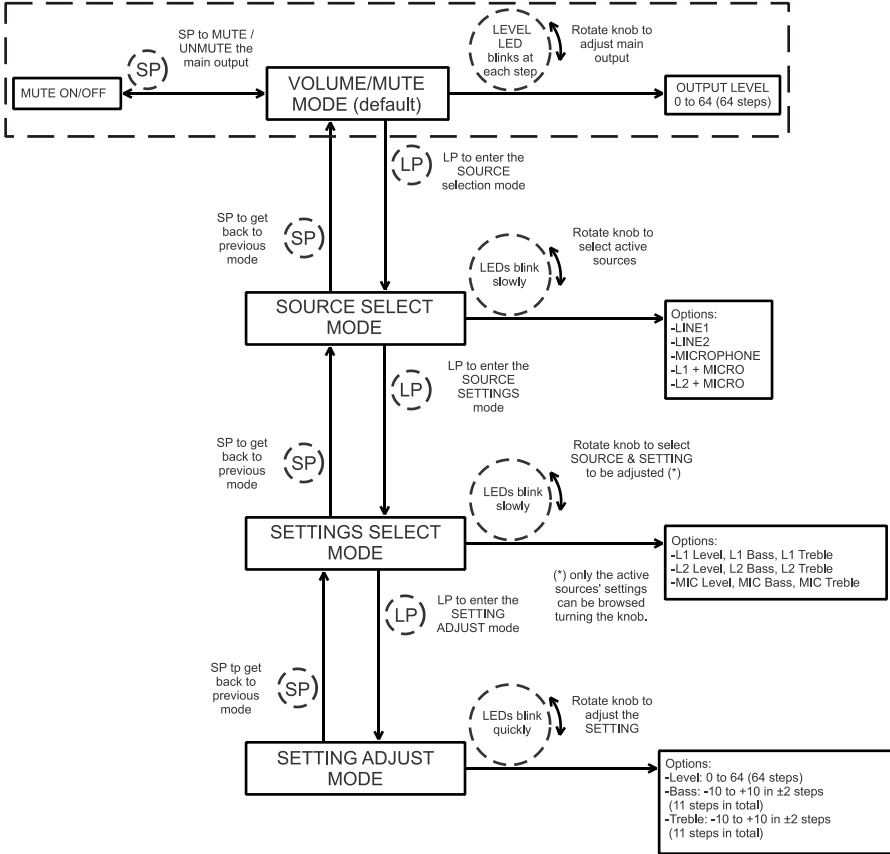 SP to MUTE /
UNMUTE the
main output
SP
MUTE ON/OFF
VOLUME/MUTE
MODE (default)
LEVEL
LED
blinks at
each step
Rotate knob to
adjust main
output
OUTPUT LEVEL
0 to 64 (64 steps)
LP
LP to enter the
SOURCE
selection mode
SP to get
back to
previous
mode
SP
LEDs blink
slowly
Rotate knob to
select active
sources
SOURCE SELECT
MODE
Options:
-LINE1
-LINE2
-MICROPHONE
-L1 + MICRO
-L2 + MICRO
LP
LP to enter the
SOURCE
SETTINGS
mode
SP to get
back to
previous
mode
SP
LEDs blink
slowly
Rotate knob to select
SOURCE & SETTING
to be adjusted (*)
SETTINGS SELECT
MODE
Options:
-L1 Level, L1 Bass, L1 Treble
-L2 Level, L2 Bass, L2 Treble
-MIC Level, MIC Bass, MIC Treble
(*) only the active
sources' settings
can be browsed
turning the knob.
LP
LP to enter the
SETTING
ADJUST mode
SP tp get
back to
previous
mode
SP
LEDs blink
quickly
Rotate knob to
adjust the
SETTING
SETTING ADJUST
MODE
Options:
-Level: 0 to 64 (64 steps)
-Bass: -10 to +10 in ±2 steps
(11 steps in total)
-Treble: -10 to +10 in ±2 steps
(11 steps in total)